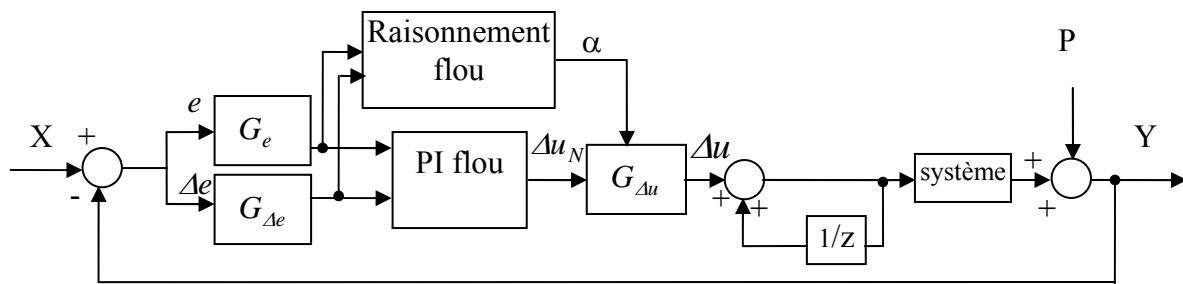 Raisonnement
flou
α
P
X
+
-
e
G_e
Δe
G_Δe
PI flou
Δu_N
G_Δu
Δu
+
+
1/z
système
+
+
Y